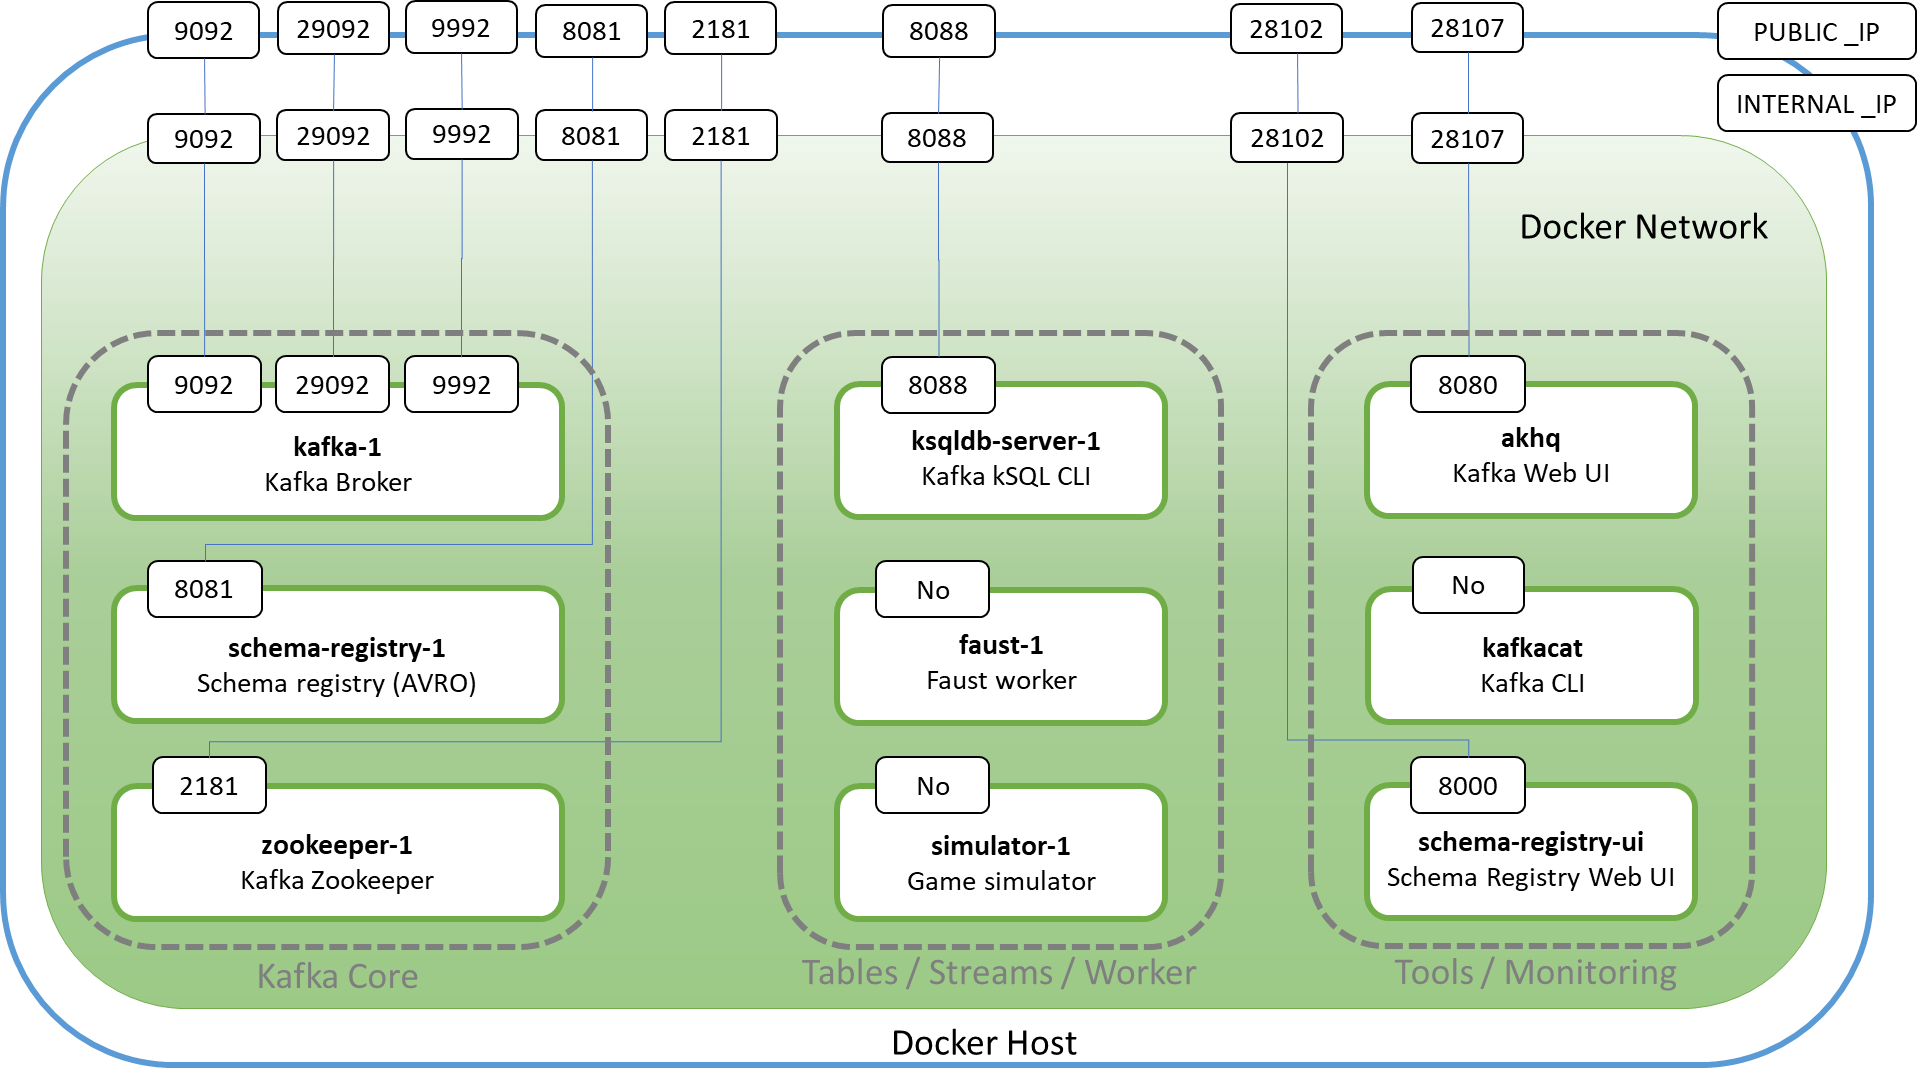 9092
29092
9992
8081
2181
8088
28102
28107
PUBLIC _IP
INTERNAL _IP
9092
29092
9992
8081
2181
8088
28102
28107
Docker Network
9092
29092
9992
kafka-1
Kafka Broker
8081
schema-registry-1
Schema registry (AVRO)
2181
zookeeper-1
Kafka Zookeeper
Kafka Core
8088
ksqldb-server-1
Kafka kSQL CLI
No
faust-1
Faust worker
No
simulator-1
Game simulator
Tables / Streams / Worker
8080
akhq
Kafka Web UI
No
kafkacat
Kafka CLI
8000
schema-registry-ui
Schema Registry Web UI
Tools / Monitoring
Docker Host